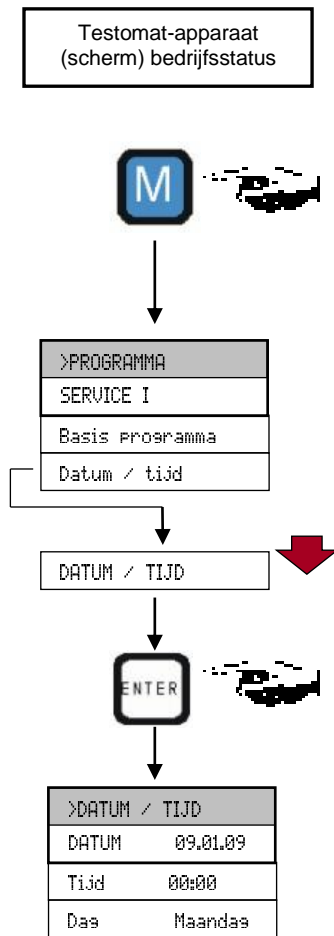 Testomat-apparaat
(scherm) bedrijfsstatus
M
>PROGRAMMA
SERVICE I
Basis programma
Datum / tijd
DATUM / TIJD
ENTER
>DATUM / TIJD
DATUM 09.01.09
Tijd 00:00
Dag Maandag